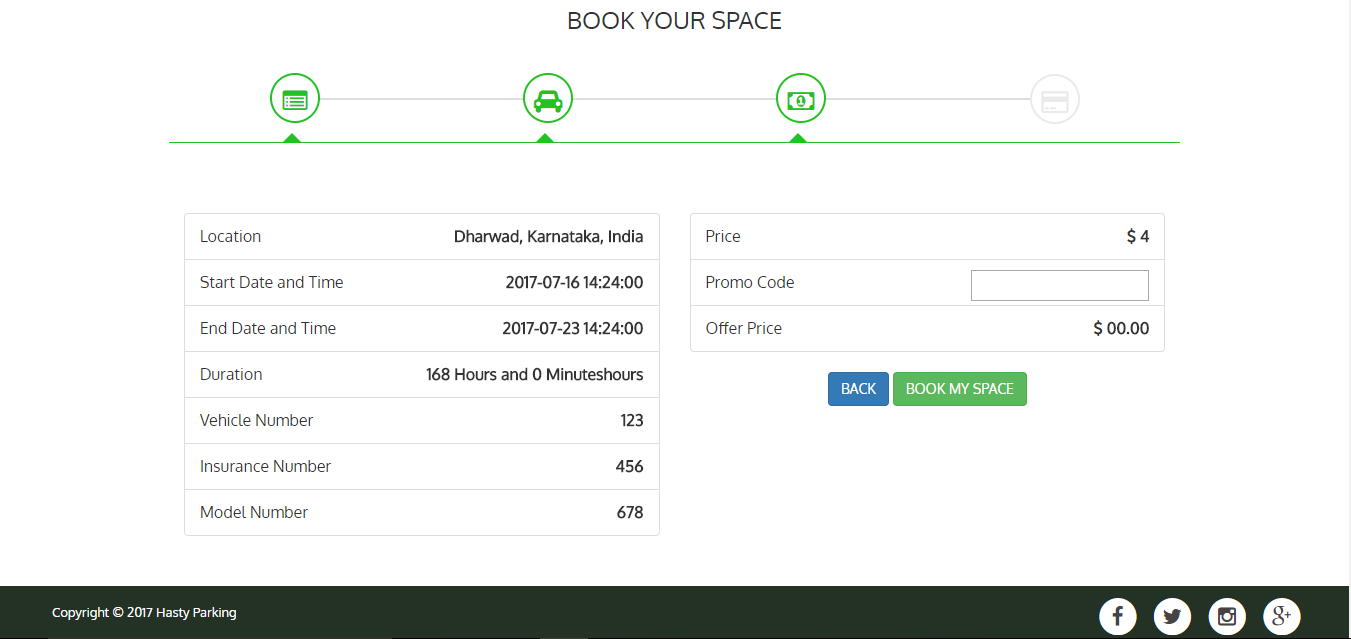 BOOK YOUR SPACE
Location Dharwad, Karnataka, India
Start Date and Time 2017-07-16 14:24:00
End Date and Time 2017-07-23 14:24:00
Duration 168 Hours and 0 Minuteshours
Vehicle Number 123
Insurance Number 456
Model Number 678
Price $ 4
Promo Code
Offer Price $ 00.00
BACK BOOK MY SPACE
Copyright © 2017 Hasty Parking